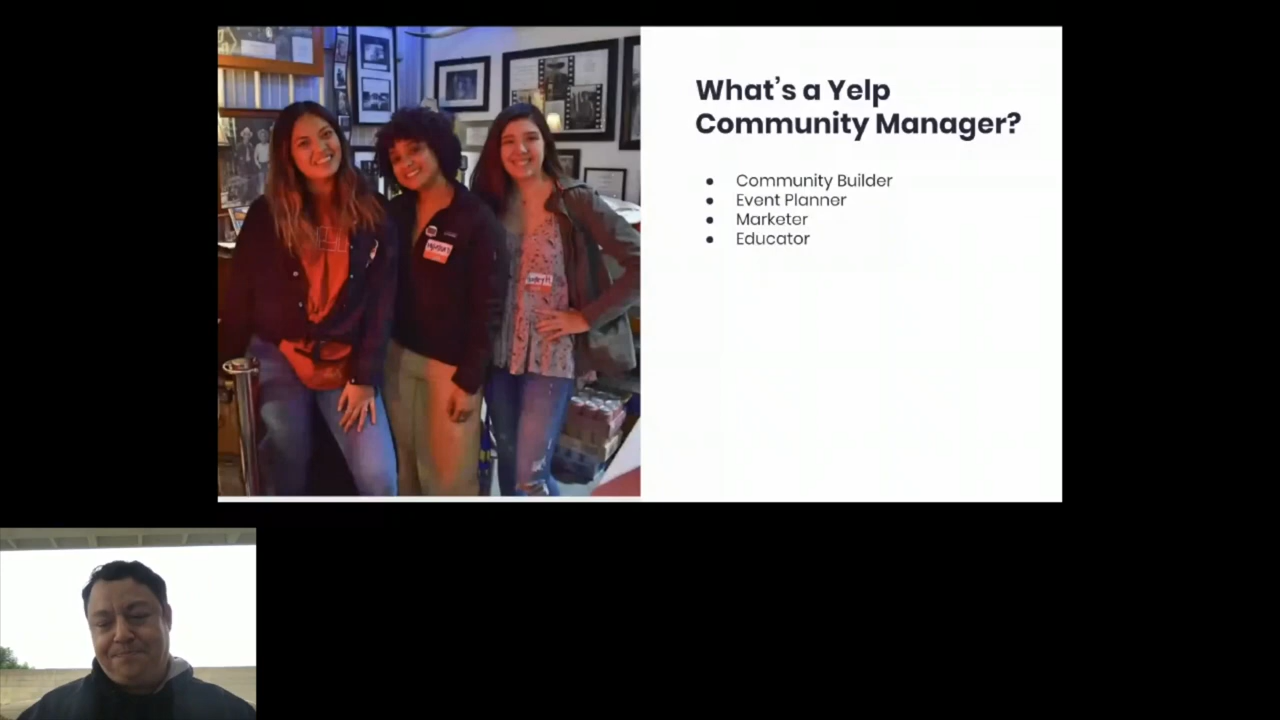 What's a Yelp
Community Manager?
● Community Builder
● Event Planner
● Marketer
● Educator